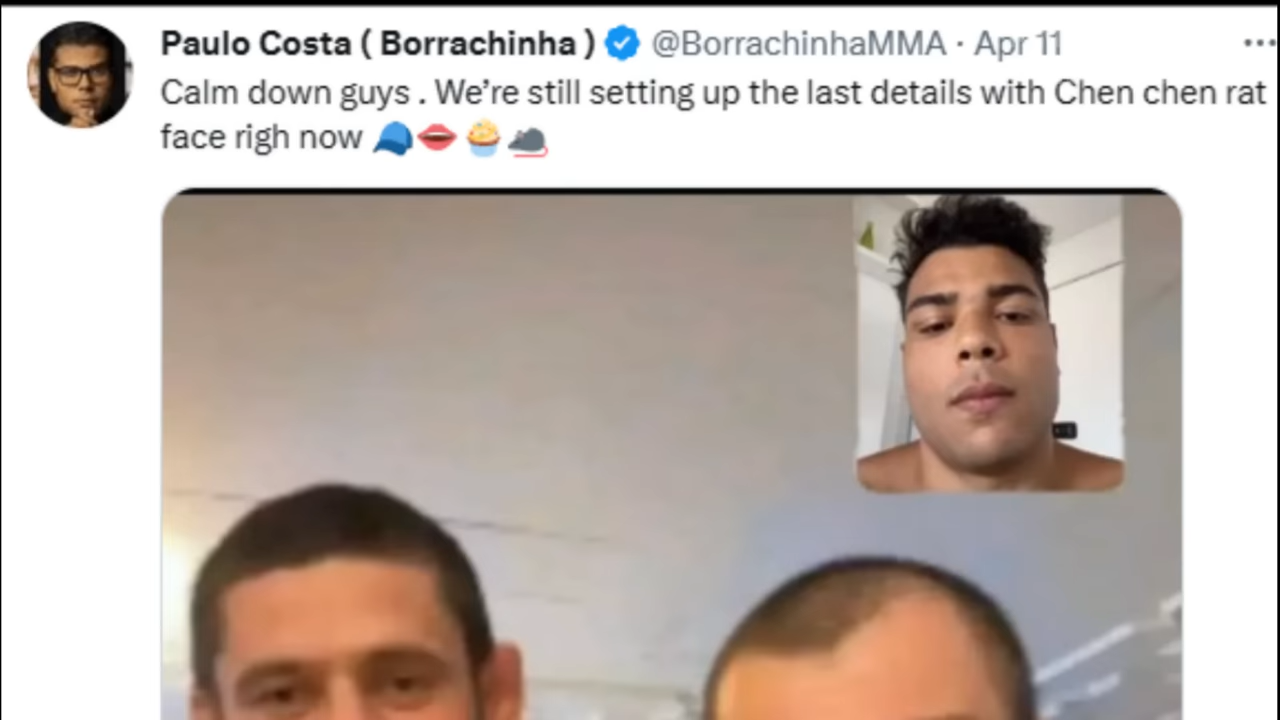 Paulo Costa ( Borrachinha ) @BorrachinhaMMA · Apr 11
Calm down guys . We’re still setting up the last details with Chen chen rat
face righ now 🧢👄🧁🐀